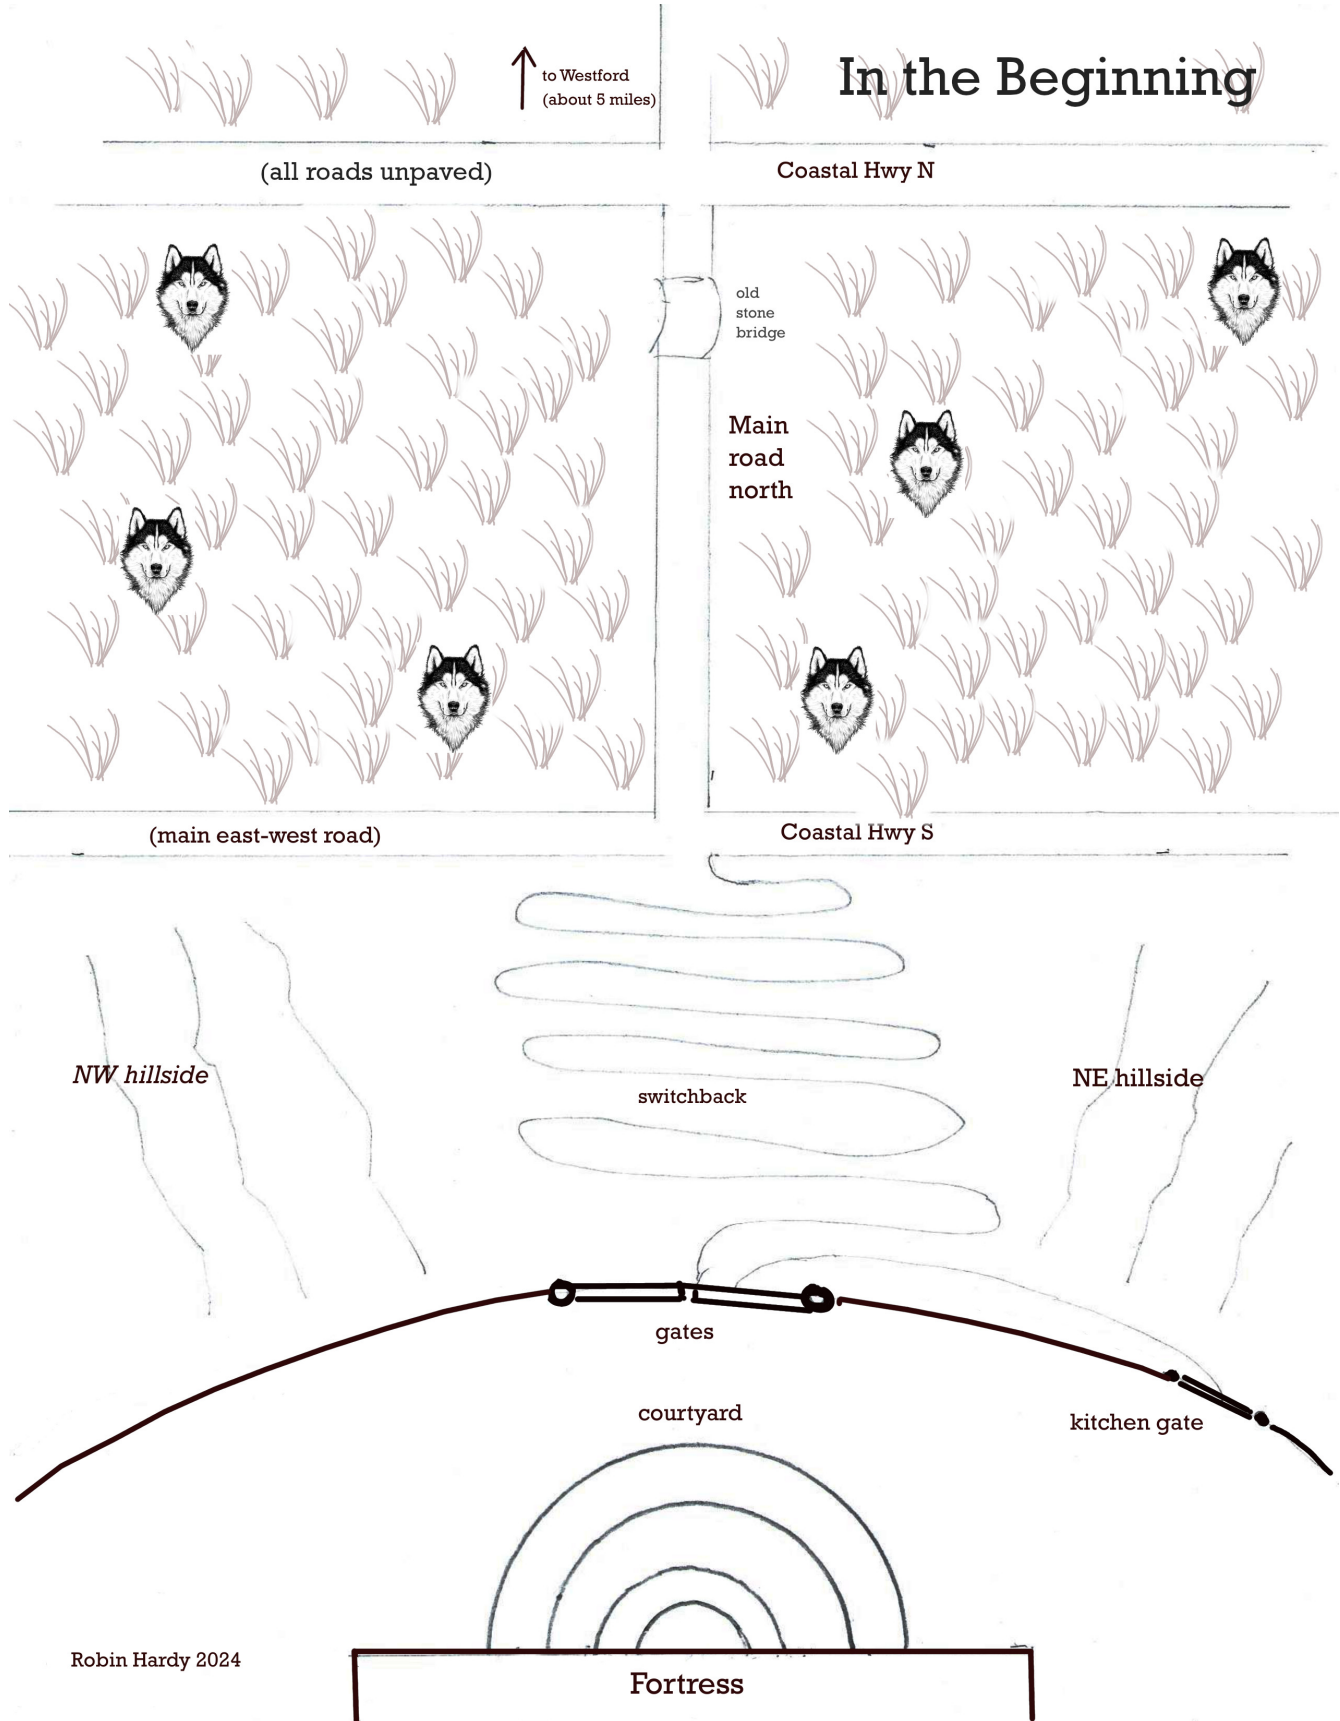 In the Beginning
to Westford
(about 5 miles)
(all roads unpaved)
Coastal Hwy N
old
stone
bridge
Main
road
north
(main east-west road)
Coastal Hwy S
NW hillside
switchback
NE hillside
gates
courtyard
kitchen gate
Robin Hardy 2024
Fortress